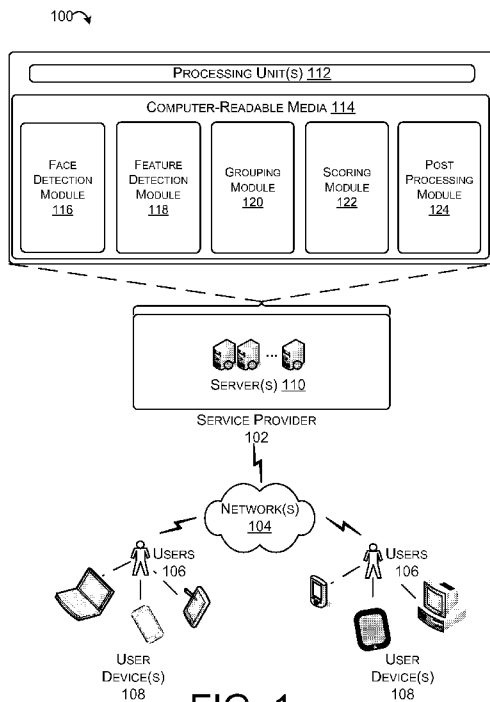 100
PROCESSING UNIT(S) 112
COMPUTER-READABLE MEDIA 114
FACE
DETECTION
MODULE
116
FEATURE
DETECTION
MODULE
118
GROUPING
MODULE
120
SCORING
MODULE
122
POST
PROCESSING
MODULE
124
SERVER(S) 110
SERVICE PROVIDER
102
NETWORK(S)
104
USERS
106
USERS
106
USER
DEVICE(S)
108
USER
DEVICE(S)
108
FIG. 1